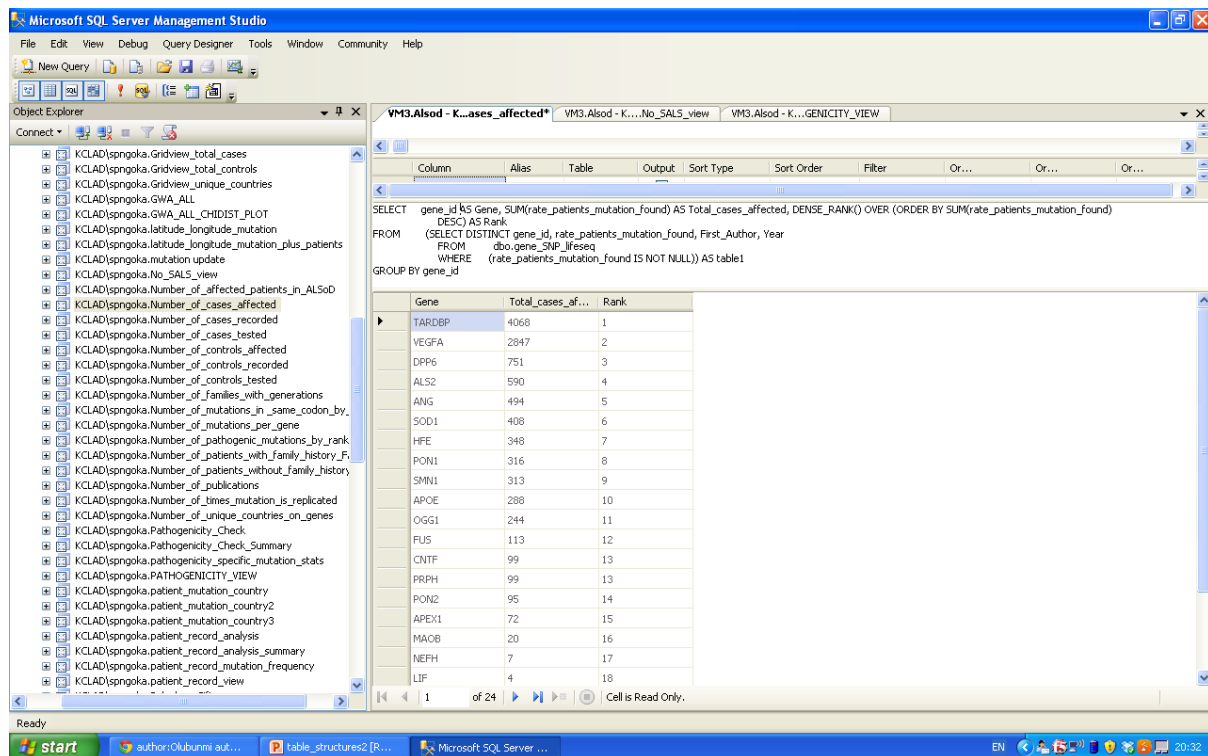 Microsoft SQL Server Management Studio
File Edit View Debug Query Designer Tools Window Community Help
New Query
Object Explorer
Connect
KCLAD\spngoka.Gridview_total_cases
KCLAD\spngoka.Gridview_total_controls
KCLAD\spngoka.Gridview_unique_countries
KCLAD\spngoka.GWA_ALL
KCLAD\spngoka.GWA_ALL_CHIDIST_PLOT
KCLAD\spngoka.latitude_longitude_mutation
KCLAD\spngoka.latitude_longitude_mutation_plus_patients
KCLAD\spngoka.mutation update
KCLAD\spngoka.No_SALS_view
KCLAD\spngoka.Number_of_affected_patients_in_ALSoD
KCLAD\spngoka.Number_of_cases_affected
KCLAD\spngoka.Number_of_cases_recorded
KCLAD\spngoka.Number_of_cases_tested
KCLAD\spngoka.Number_of_controls_affected
KCLAD\spngoka.Number_of_controls_recorded
KCLAD\spngoka.Number_of_controls_tested
KCLAD\spngoka.Number_of_families_with_generations
KCLAD\spngoka.Number_of_mutations_in _same_codon_by_
KCLAD\spngoka.Number_of_mutations_per_gene
KCLAD\spngoka.Number_of_pathogenic_mutations_by_rank
KCLAD\spngoka.Number_of_patients_with_family_history_F
KCLAD\spngoka.Number_of_patients_without_family_history
KCLAD\spngoka.Number_of_publications
KCLAD\spngoka.Number_of_times_mutation_is_replicated
KCLAD\spngoka.Number_of_unique_countries_on_genes
KCLAD\spngoka.Pathogenicity_Check
KCLAD\spngoka.Pathogenicity_Check_Summary
KCLAD\spngoka.pathogenicity_specific_mutation_stats
KCLAD\spngoka.PATHOGENICITY_VIEW
KCLAD\spngoka.patient_mutation_country
KCLAD\spngoka.patient_mutation_country2
KCLAD\spngoka.patient_mutation_country3
KCLAD\spngoka.patient_record_analysis
KCLAD\spngoka.patient_record_analysis_summary
KCLAD\spngoka.patient_record_mutation_frequency
KCLAD\spngoka.patient_record_view
VM3.Alsod - K...ases_affected* VM3.Alsod - K....No_SALS_view VM3.Alsod - K...GENICITY_VIEW
Column Alias Table Output Sort Type Sort Order Filter Or... Or... Or...
SELECT gene_id AS Gene, SUM(rate_patients_mutation_found) AS Total_cases_affected, DENSE_RANK() OVER (ORDER BY SUM(rate_patients_mutation_found)
DESC) AS Rank
FROM (SELECT DISTINCT gene_id, rate_patients_mutation_found, First_Author, Year
FROM dbo.gene_SNP_lifeseq
WHERE (rate_patients_mutation_found IS NOT NULL)) AS table1
GROUP BY gene_id
Gene Total_cases_af... Rank
TARDBP 4068 1
VEGFA 2847 2
DPP6 751 3
ALS2 590 4
ANG 494 5
SOD1 408 6
HFE 348 7
PON1 316 8
SMN1 313 9
APOE 288 10
OGG1 244 11
FUS 113 12
CNTF 99 13
PRPH 99 13
PON2 95 14
APEX1 72 15
MAOB 20 16
NEFH 7 17
LIF 4 18
1 of 24 Cell is Read Only.
Ready
start author:Olubunmi aut... table_structures2 [R... Microsoft SQL Server ... EN 20:32